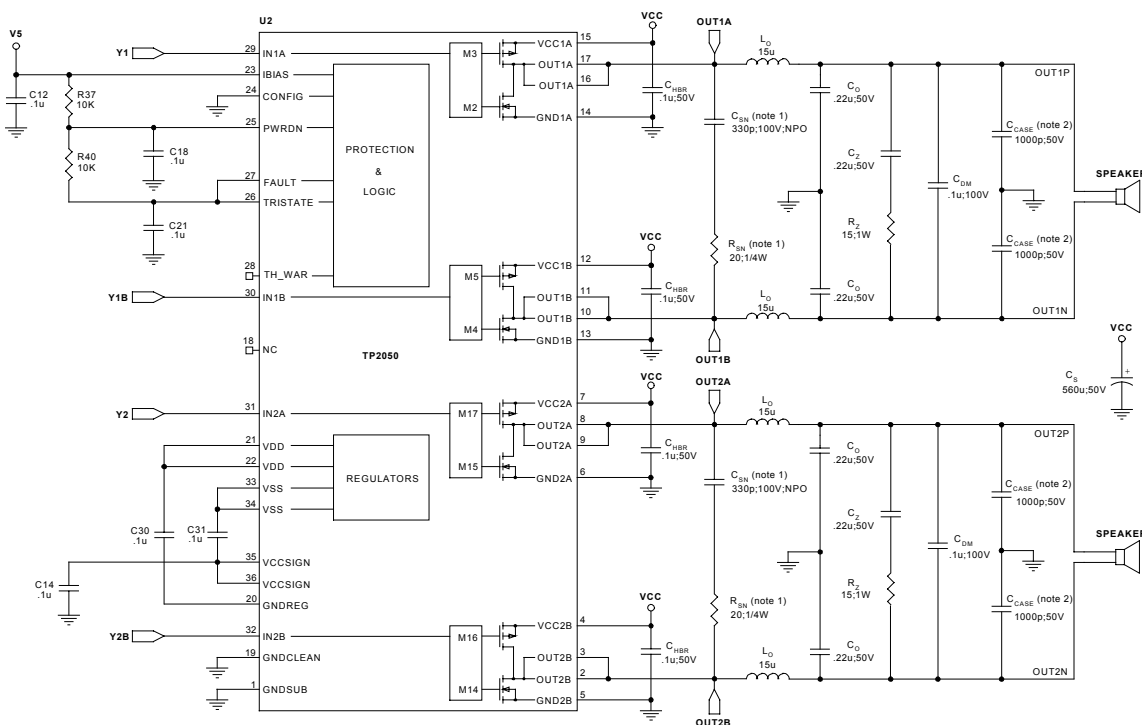 U2
V5
C12
.1u
R37
10K
R40
10K
C18
.1u
C21
.1u
Y1
29
IN1A
23
IBIAS
24
CONFIG
25
PWRDN
27
FAULT
26
TRISTATE
28
TH_WAR
Y1B
30
IN1B
18
NC
TP2050
PROTECTION
&
LOGIC
M3
M2
M5
M4
VCC1A
15
OUT1A
17
OUT1A
16
GND1A
14
VCC1B
12
OUT1B
11
OUT1B
10
GND1B
13
VCC
CHBR
.1u;50V
VCC
CHBR
.1u;50V
OUT1A
CSN (note 1)
330p;100V;NPO
RSN (note 1)
20;1/4W
OUT1B
LO
15u
LO
15u
CO
.22u;50V
CZ
.22u;50V
RZ
15;1W
CO
.22u;50V
CDM
.1u;100V
OUT1P
CCASE (note 2)
1000p;50V
CCASE (note 2)
1000p;50V
OUT1N
SPEAKER
VCC
+
CS
560u;50V
Y2
31
IN2A
21
VDD
22
VDD
33
VSS
34
VSS
35
VCCSIGN
36
VCCSIGN
20
GNDREG
Y2B
32
IN2B
19
GNDCLEAN
1
GNDSUB
C30
.1u
C31
.1u
C14
.1u
REGULATORS
M17
M15
M16
M14
VCC2A
7
OUT2A
8
OUT2A
9
GND2A
6
VCC2B
4
OUT2B
3
OUT2B
2
GND2B
5
VCC
CHBR
.1u;50V
VCC
CHBR
.1u;50V
OUT2A
CSN (note 1)
330p;100V;NPO
RSN (note 1)
20;1/4W
OUT2B
LO
15u
LO
15u
CO
.22u;50V
CZ
.22u;50V
RZ
15;1W
CO
.22u;50V
CDM
.1u;100V
OUT2P
CCASE (note 2)
1000p;50V
CCASE (note 2)
1000p;50V
OUT2N
SPEAKER